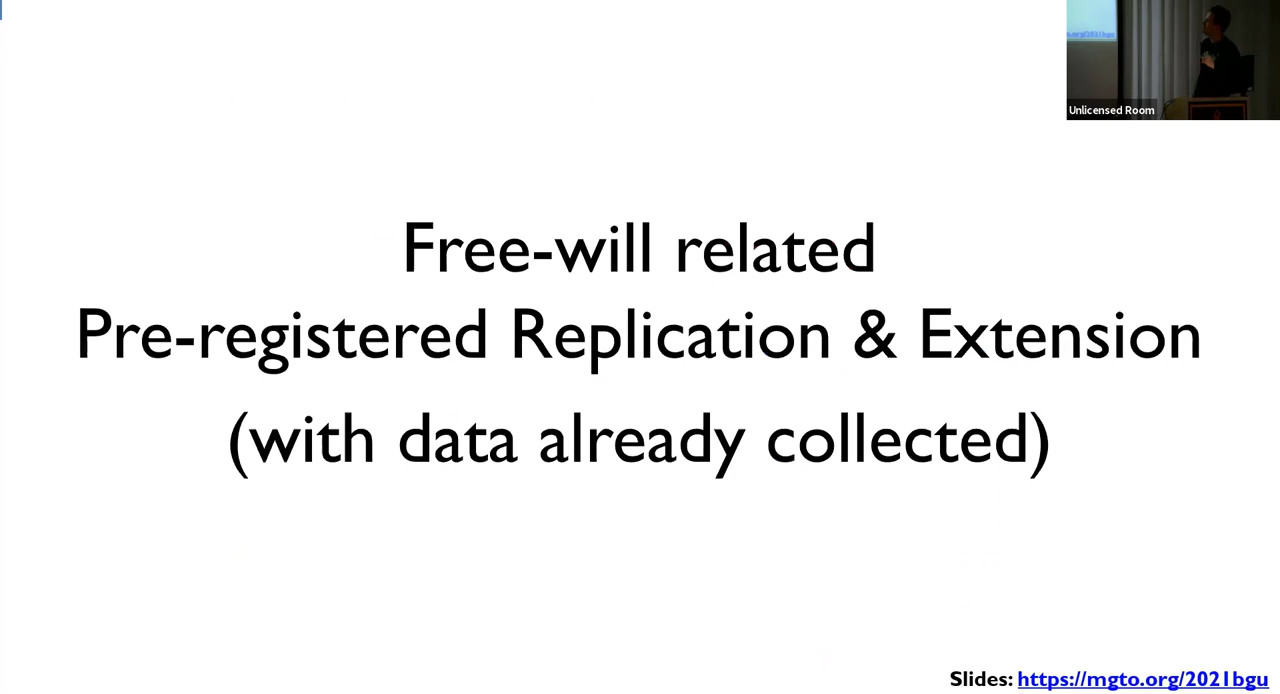 Unlicensed Room
Free-will related
Pre-registered Replication & Extension
(with data already collected)
Slides: https://mgto.org/2021bgu